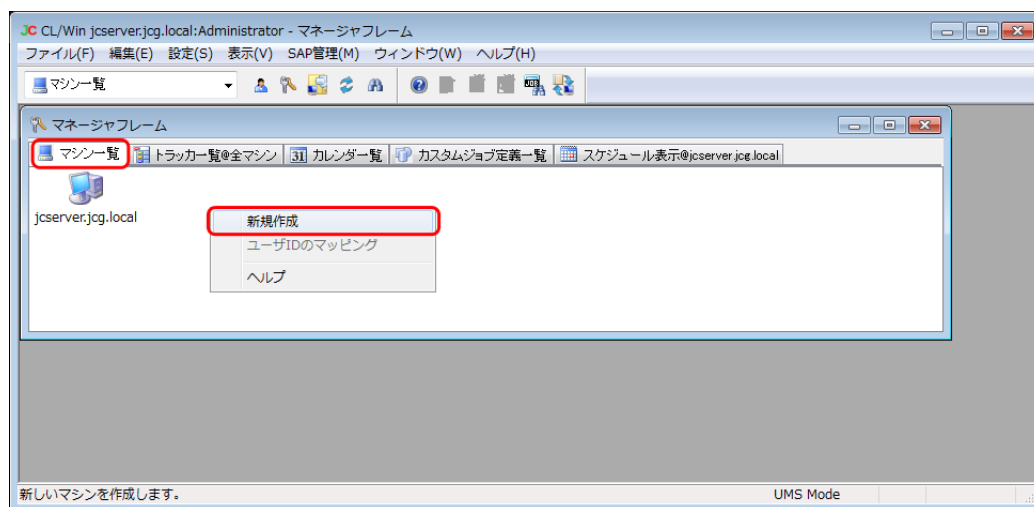 JC CL/Win jcserver.jcg.local:Administrator - マネージャフレーム
ファイル(F) 編集(E) 設定(S) 表示(V) SAP管理(M) ウィンドウ(W) ヘルプ(H)
マシン一覧
マネージャフレーム
マシン一覧 トラッカ一覧@全マシン 31 カレンダ一覧 カスタムジョブ定義一覧 スケジュール表示@jcserver.jcg.local
jcserver.jcg.local
新規作成
ユーザIDのマッピング
ヘルプ
新しいマシンを作成します。 UMS Mode